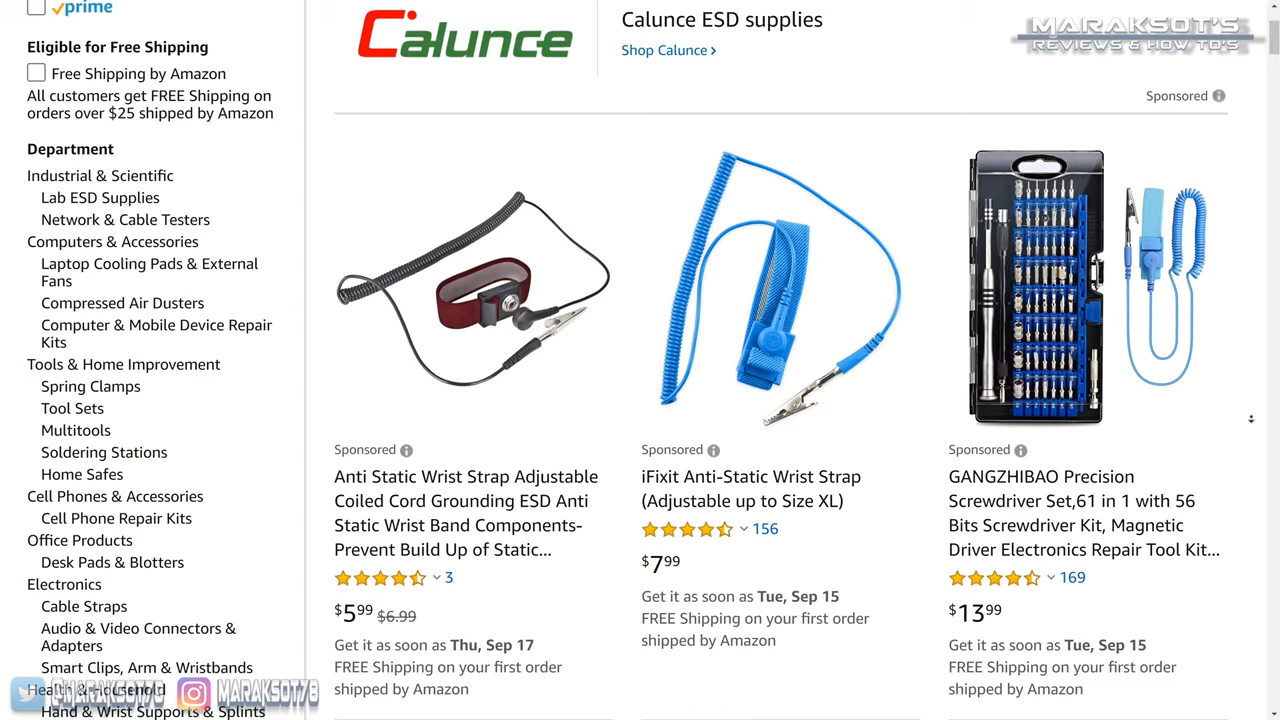 prime
Eligible for Free Shipping
Free Shipping by Amazon
All customers get FREE Shipping on
orders over $25 shipped by Amazon
Department
Industrial & Scientific
Lab ESD Supplies
Network & Cable Testers
Computers & Accessories
Laptop Cooling Pads & External
Fans
Compressed Air Dusters
Computer & Mobile Device Repair
Kits
Tools & Home Improvement
Spring Clamps
Tool Sets
Multitools
Soldering Stations
Home Safes
Cell Phones & Accessories
Cell Phone Repair Kits
Office Products
Desk Pads & Blotters
Electronics
Cable Straps
Audio & Video Connectors &
Adapters
Smart Clips, Arm & Wristbands
Health & Household
Hand & Wrist Supports & Splints
@MARAKSOT78
MARAKSOT78
Calunce
Calunce ESD supplies
Shop Calunce ›
MARAKSOT'S
REVIEWS & HOW TO'S
Sponsored
Sponsored
Anti Static Wrist Strap Adjustable
Coiled Cord Grounding ESD Anti
Static Wrist Band Components-
Prevent Build Up of Static...
3
$5.99 $6.99
Get it as soon as Thu, Sep 17
FREE Shipping on your first order
shipped by Amazon
Sponsored
iFixit Anti-Static Wrist Strap
(Adjustable up to Size XL)
156
$7.99
Get it as soon as Tue, Sep 15
FREE Shipping on your first order
shipped by Amazon
Sponsored
GANGZHIBAO Precision
Screwdriver Set,61 in 1 with 56
Bits Screwdriver Kit, Magnetic
Driver Electronics Repair Tool Kit...
169
$13.99
Get it as soon as Tue, Sep 15
FREE Shipping on your first order
shipped by Amazon